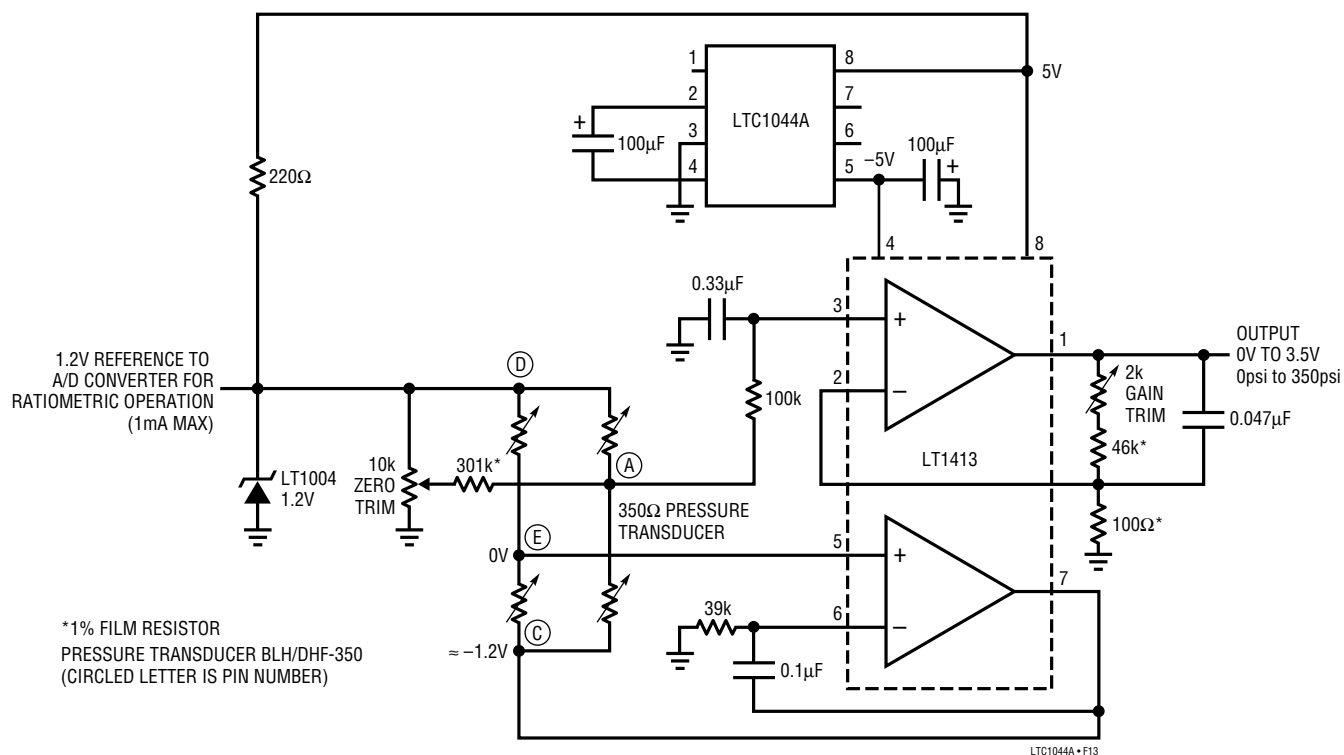 1
2
3
4
8
7
6
5
LTC1044A
5V
+
100µF
–5V
100µF
+
220Ω
4
8
0.33µF
3
+
1
2
–
OUTPUT
0V TO 3.5V
0psi to 350psi
1.2V REFERENCE TO
A/D CONVERTER FOR
RATIOMETRIC OPERATION
(1mA MAX)
D
100k
2k
GAIN
TRIM
0.047µF
46k*
LT1413
LT1004
1.2V
10k
ZERO
TRIM
301k*
A
350Ω PRESSURE
TRANSDUCER
100Ω*
0V
E
5
+
7
39k
6
–
C
≈ –1.2V
0.1µF
*1% FILM RESISTOR
PRESSURE TRANSDUCER BLH/DHF-350
(CIRCLED LETTER IS PIN NUMBER)
LTC1044A • F13